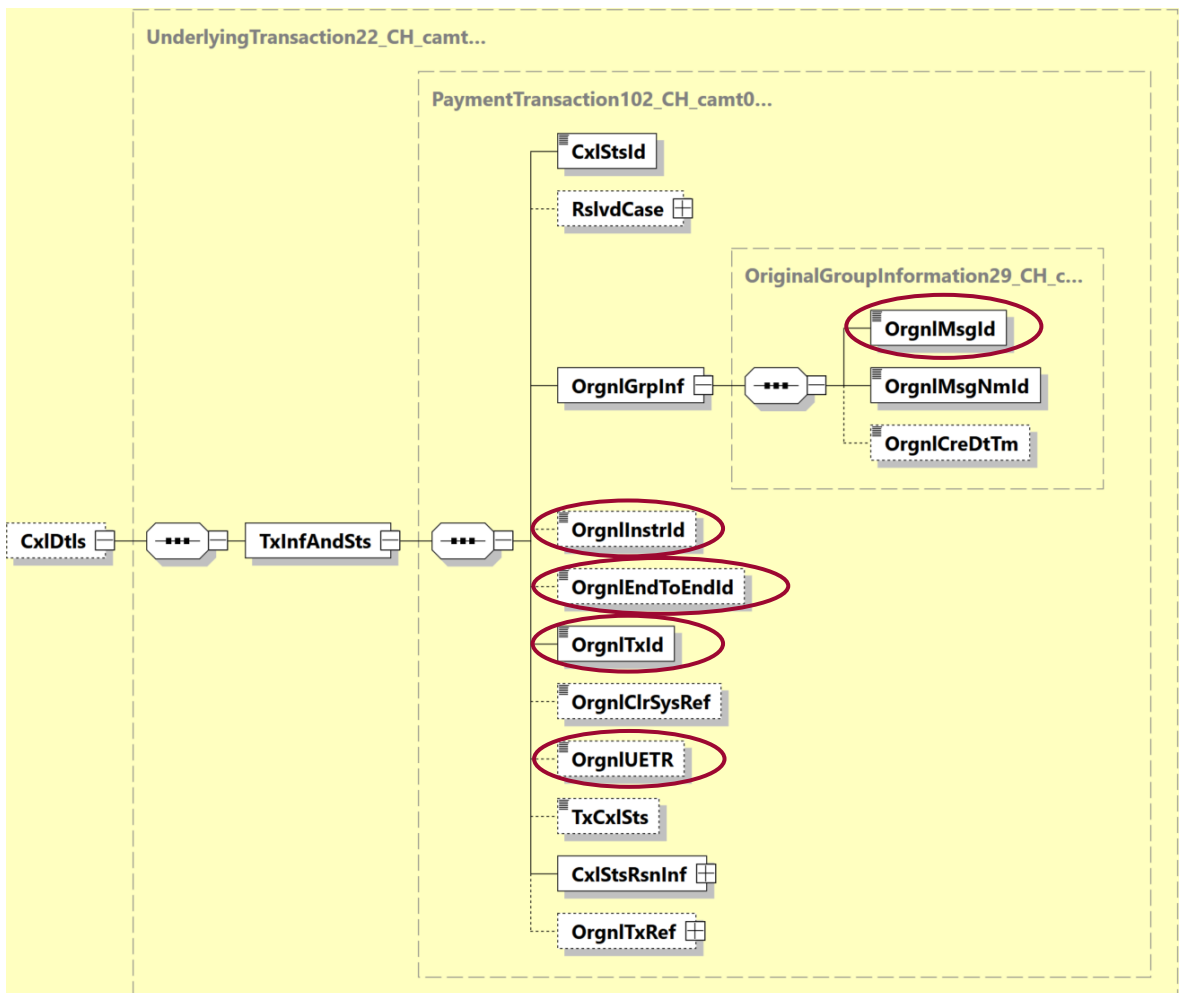 UnderlyingTransaction22_CH_camt...
PaymentTransaction102_CH_camt0...
CxlStsId
RslvdCase
OriginalGroupInformation29_CH_c...
OrgnlMsgId
OrgnlGrpInf
OrgnlMsgNmId
OrgnlCreDtTm
OrgnlInstrId
CxlDtls
TxInfAndSts
OrgnlEndToEndId
OrgnlTxId
OrgnlClrSysRef
OrgnlUETR
TxCxlSts
CxlStsRsnInf
OrgnlTxRef